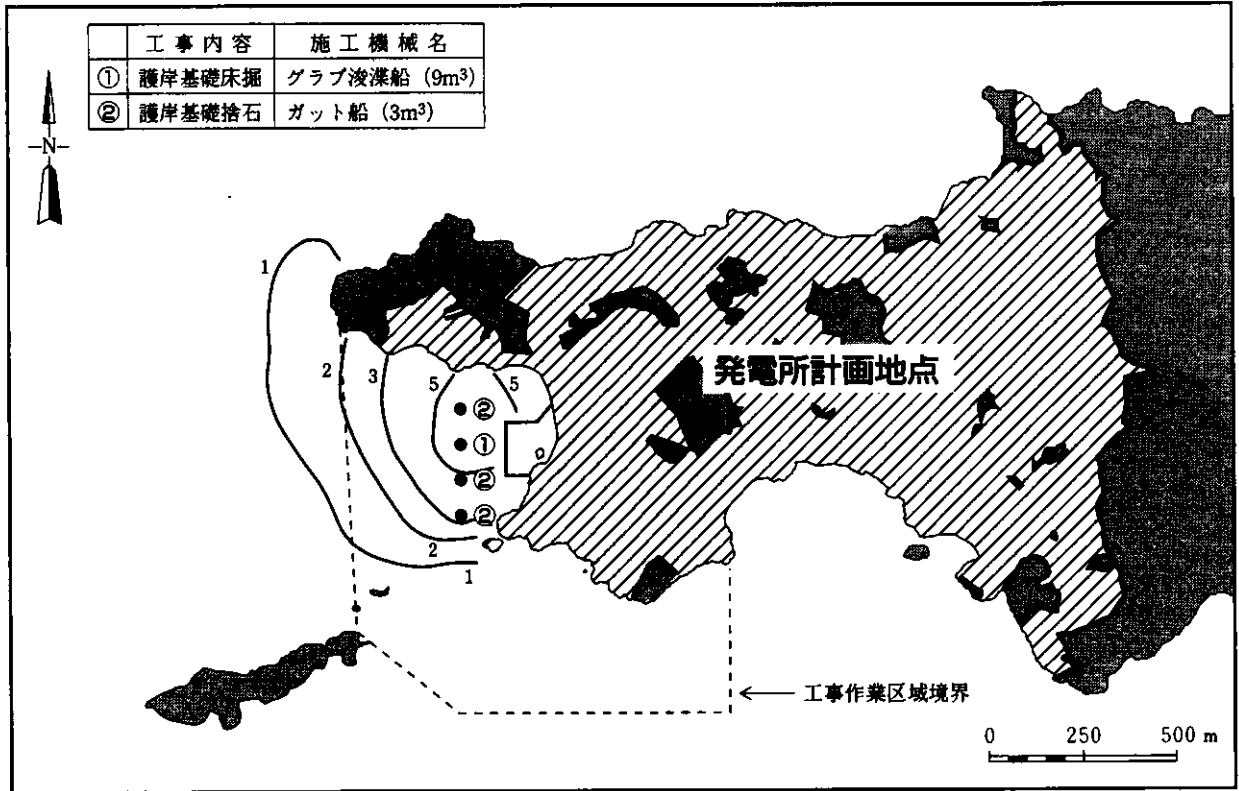 工事内容 施工機械名
① 護岸基礎床掘 グラブ浚渫船（9m³）
② 護岸基礎捨石 ガット船（3m³）
N
1
2
3
5
5
発電所計画地点
②
①
②
②
2
1
工事作業区域境界
0 250 500 m